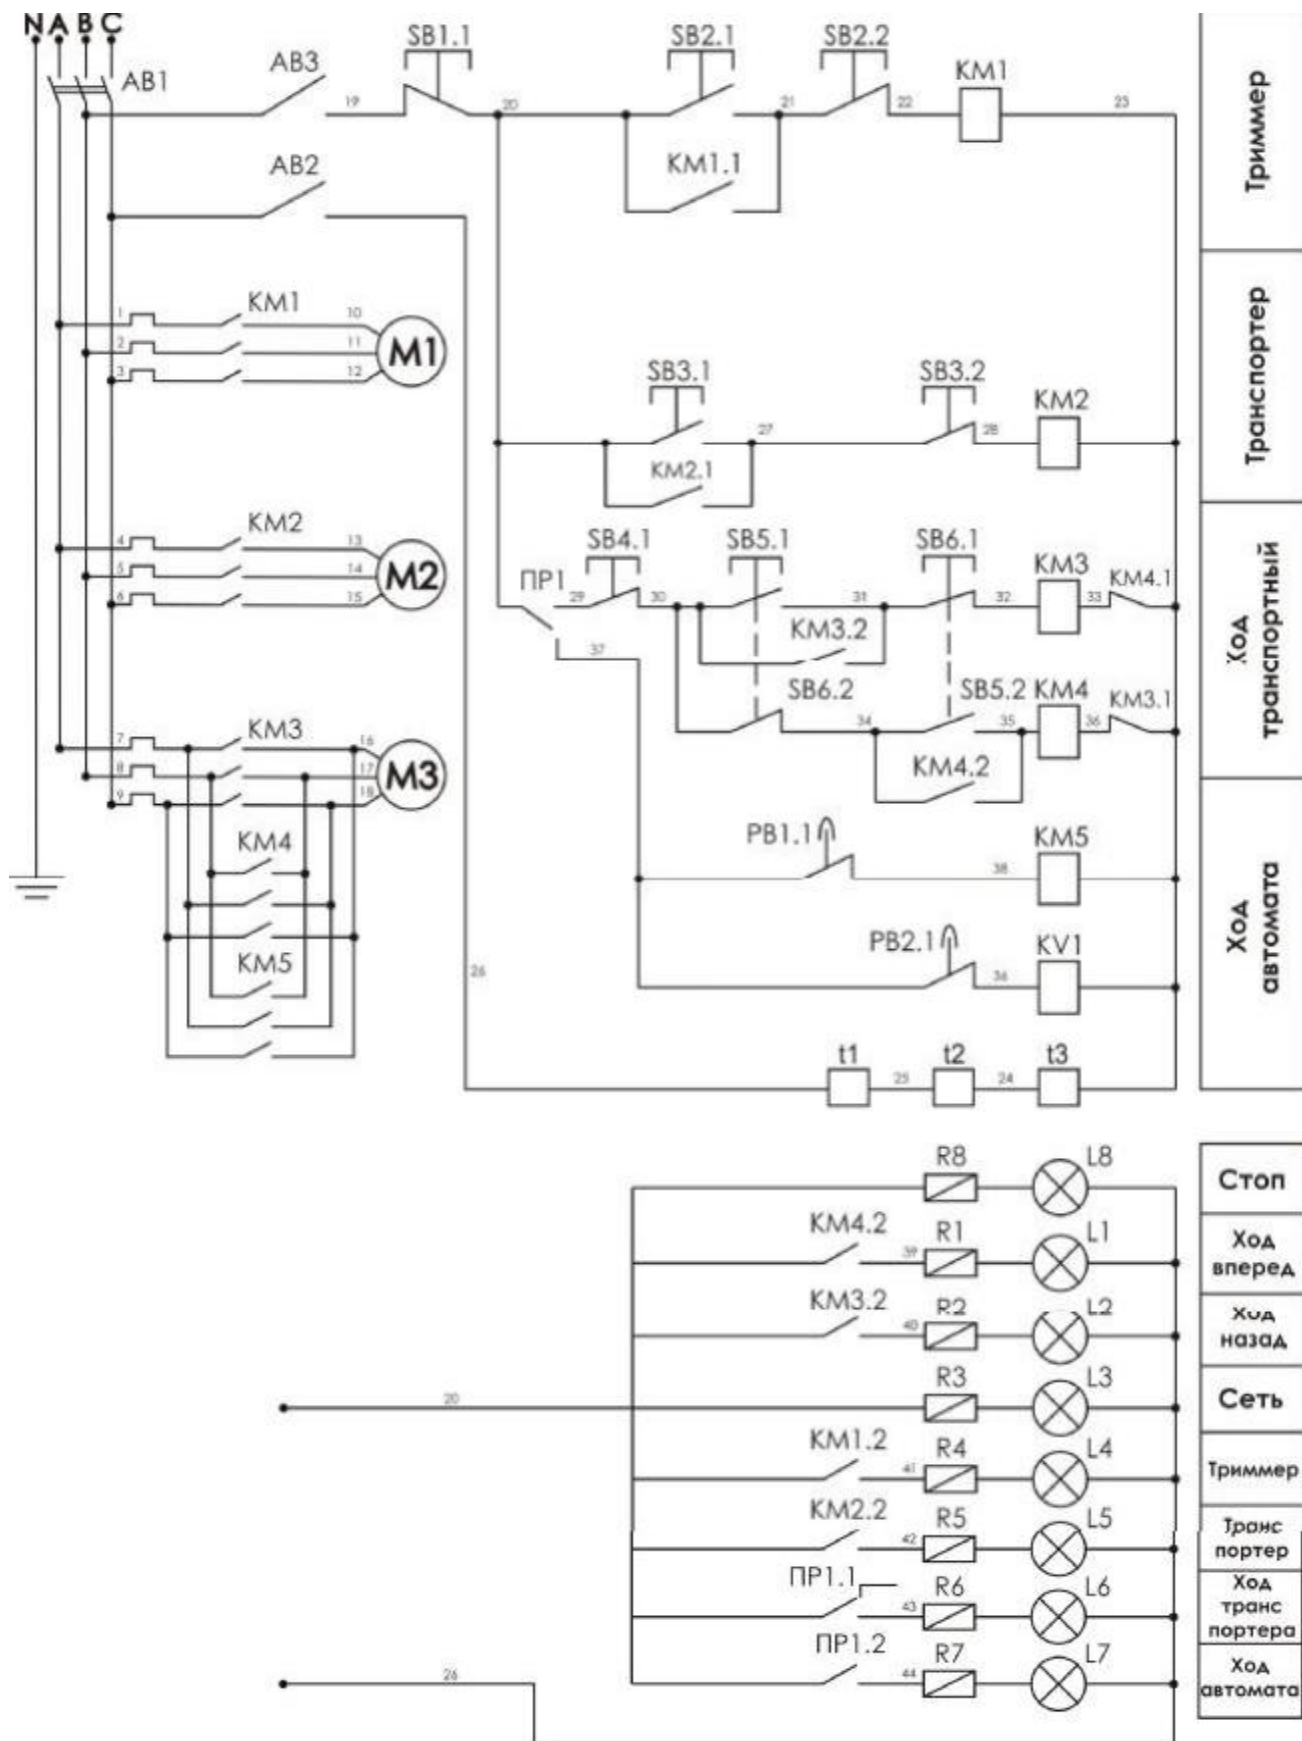 N A B C
SB1.1 SB2.1 SB2.2
AB1 AB3 KM1
19 20 21 22 23
Триммер
AB2 KM1.1
KM1
1 10
2 11 M1
3 12
Транспортер
SB3.1 SB3.2 KM2
27 28
KM2.1
KM2
4 13
5 14 M2
6 15
Ход
транспортный
SB4.1 SB5.1 SB6.1 KM3 KM4.1
ПР1 29 30 31 32 33
KM3.2
37
SB6.2 SB5.2 KM4 KM3.1
34 35 36
KM4.2
KM3
7 16
8 17 M3
9 18
KM4
KM5
Ход
автомата
PB1.1 KM5
38
PB2.1 KV1
36
26
t1 t2 t3
25 24
R8 L8
Стоп
KM4.2 R1 L1
39
Ход
вперед
KM3.2 R2 L2
40
Ход
назад
20 R3 L3
Сеть
KM1.2 R4 L4
41
Триммер
KM2.2 R5 L5
42
Транс
портер
ПР1.1 R6 L6
43
Ход
транс
портера
ПР1.2 R7 L7
26 44
Ход
автомата